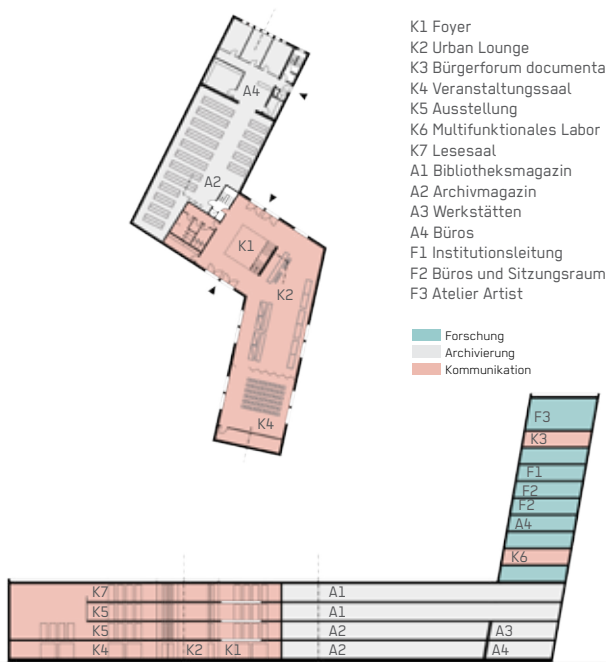 K1 Foyer
K2 Urban Lounge
K3 Bürgerforum documenta
K4 Veranstaltungssaal
K5 Ausstellung
K6 Multifunktionales Labor
K7 Lesesaal
A1 Bibliotheksmagazin
A2 Archivmagazin
A3 Werkstätten
A4 Büros
F1 Institutionsleitung
F2 Büros und Sitzungsraum
F3 Atelier Artist
Forschung
Archivierung
Kommunikation
A4
A2
K1
K2
K4
F3
K3
F1
F2
F2
A4
K6
K7 A1
K5 A1
K5 A2 A3
K4 K2 K1 A2 A4